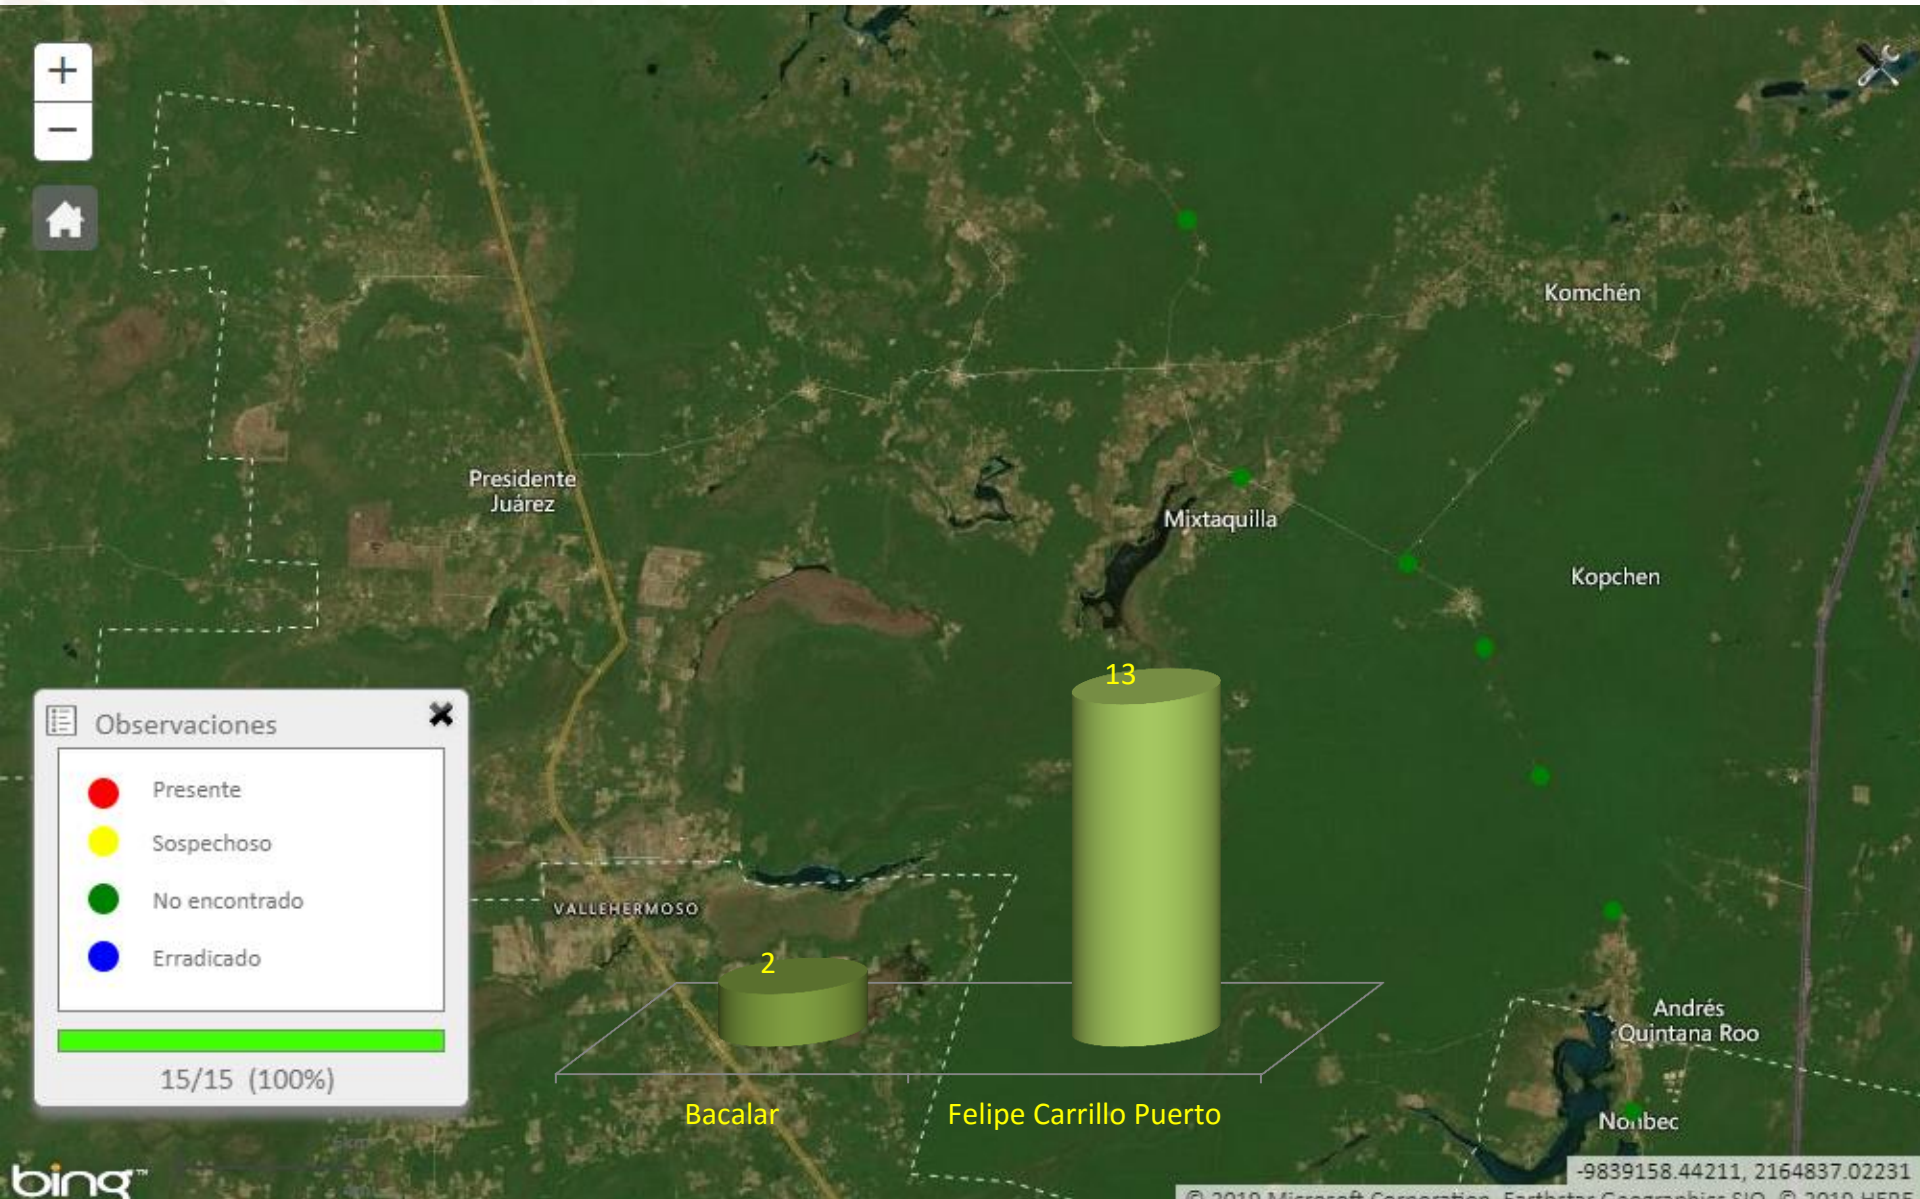 +
−
Komchén
Presidente
Juárez
Mixtaquilla
Kopchen
13
Observaciones
Presente
Sospechoso
No encontrado
Erradicado
15/15 (100%)
VALLEHERMOSO
2
Andrés
Quintana Roo
Bacalar
Felipe Carrillo Puerto
Nohbec
bing™
-9839158.44211, 2164837.02231